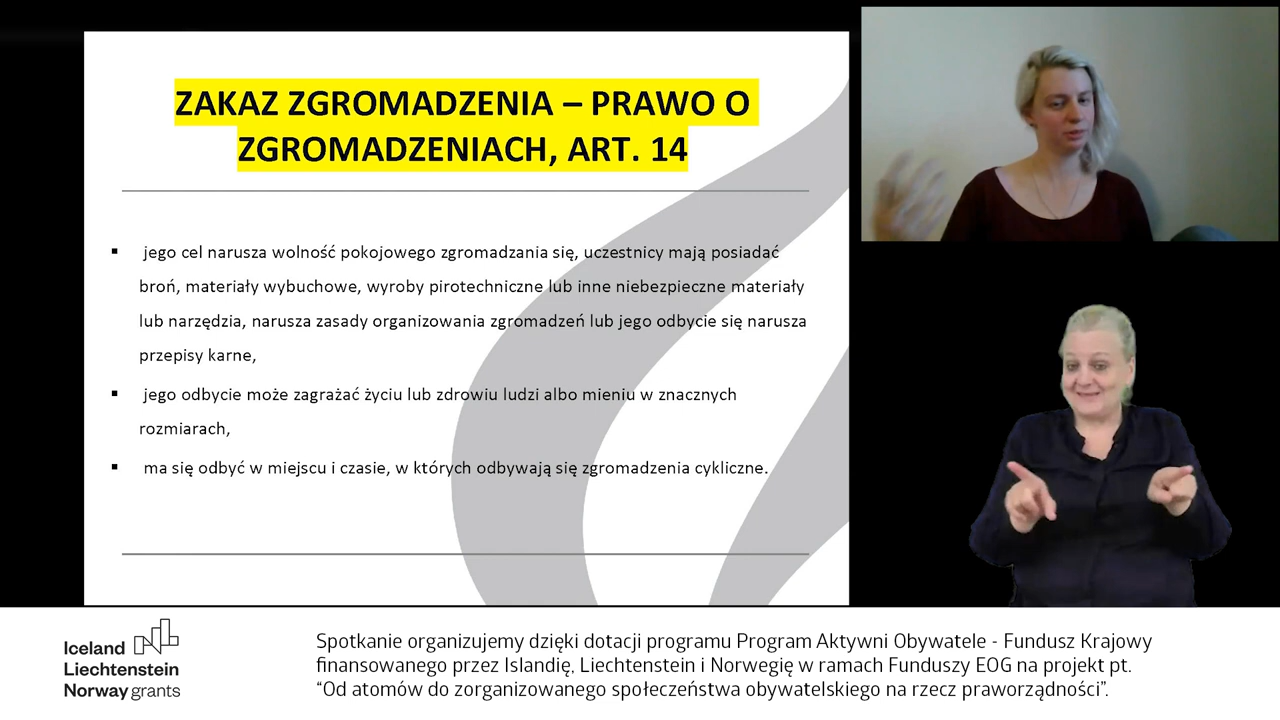 ZAKAZ ZGROMADZENIA – PRAWO O
ZGROMADZENIACH, ART. 14
▪ jego cel narusza wolność pokojowego zgromadzania się, uczestnicy mają posiadać
broń, materiały wybuchowe, wyroby pirotechniczne lub inne niebezpieczne materiały
lub narzędzia, narusza zasady organizowania zgromadzeń lub jego odbycie się narusza
przepisy karne,
▪ jego odbycie może zagrażać życiu lub zdrowiu ludzi albo mieniu w znacznych
rozmiarach,
▪ ma się odbyć w miejscu i czasie, w których odbywają się zgromadzenia cykliczne.
Iceland
Liechtenstein
Norway grants
Spotkanie organizujemy dzięki dotacji programu Program Aktywni Obywatele - Fundusz Krajowy
finansowanego przez Islandię, Liechtenstein i Norwegię w ramach Funduszy EOG na projekt pt.
“Od atomów do zorganizowanego społeczeństwa obywatelskiego na rzecz praworządności”.